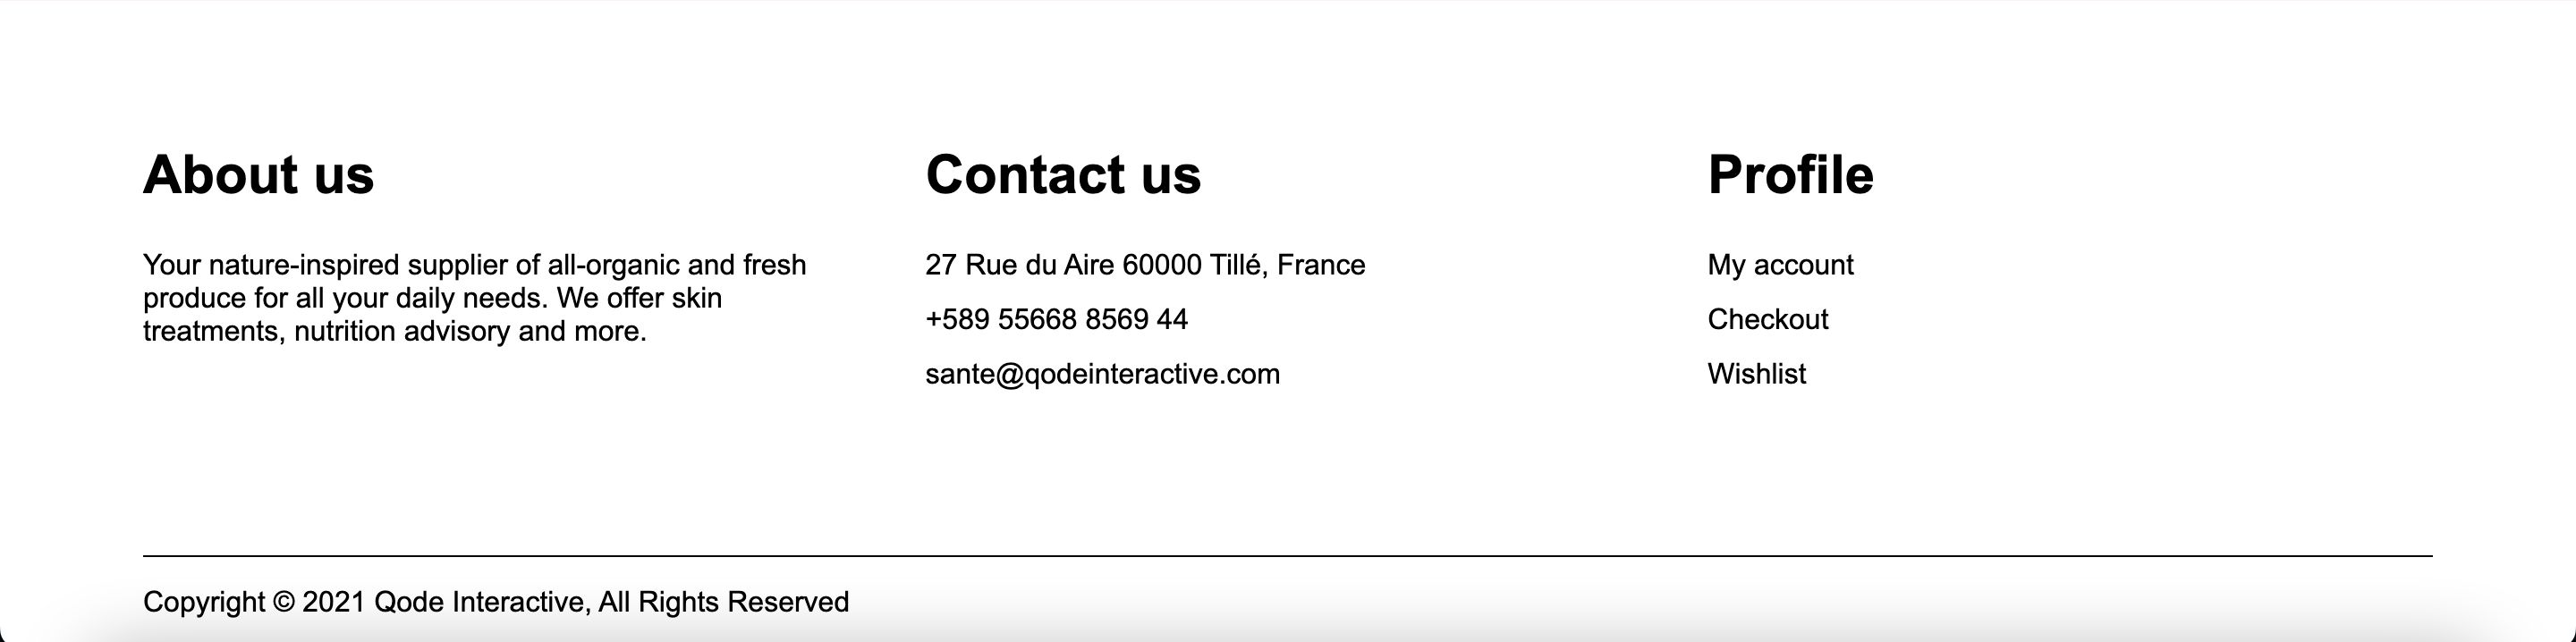 About us
Your nature-inspired supplier of all-organic and fresh
produce for all your daily needs. We offer skin
treatments, nutrition advisory and more.
Contact us
27 Rue du Aire 60000 Tillé, France
+589 55668 8569 44
sante@qodeinteractive.com
Profile
My account
Checkout
Wishlist
Copyright © 2021 Qode Interactive, All Rights Reserved